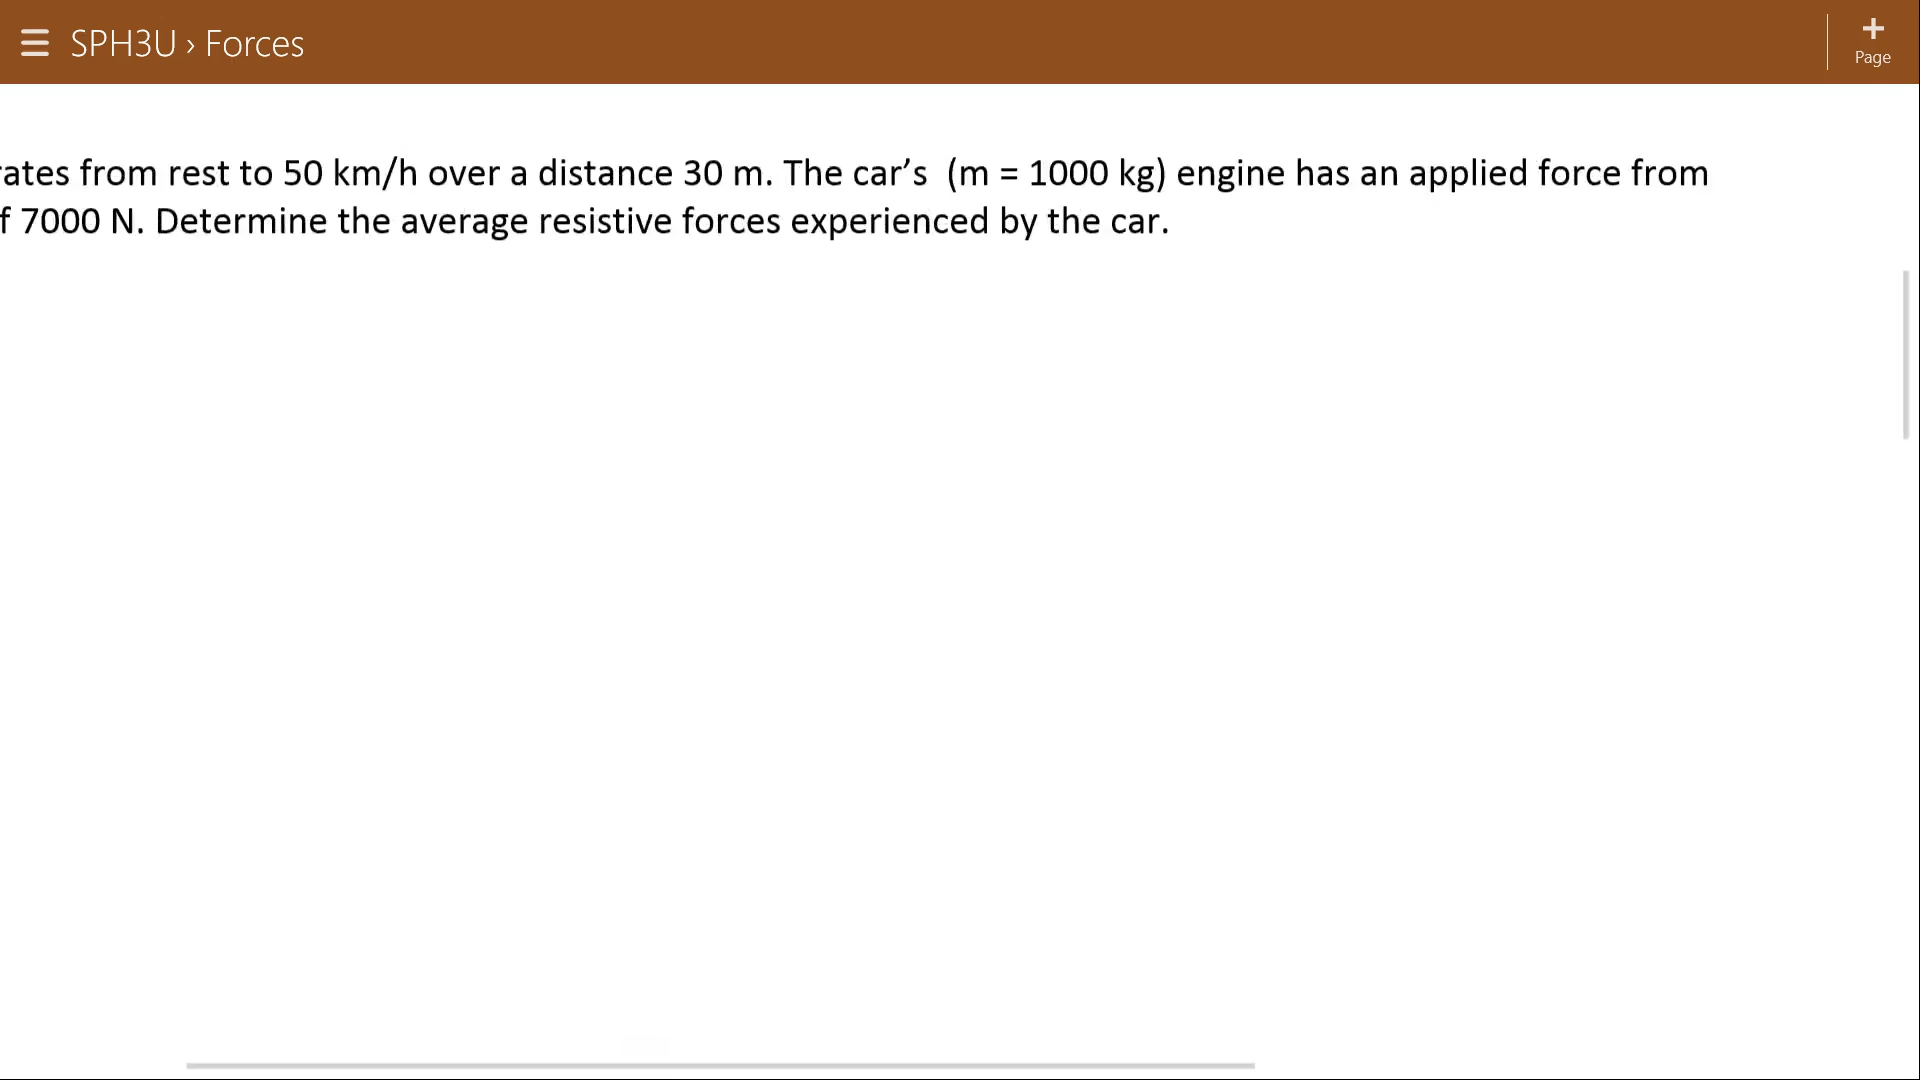 SPH3U › Forces
Page
ates from rest to 50 km/h over a distance 30 m. The car’s (m = 1000 kg) engine has an applied force from
f 7000 N. Determine the average resistive forces experienced by the car.